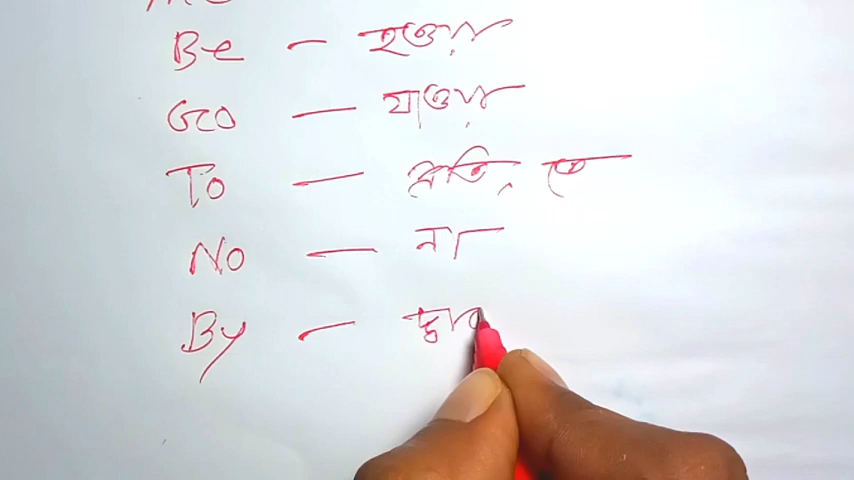 Be – হওয়া
Go – যাওয়া
To – প্রতি, তে
No – না
By – দ্বারা